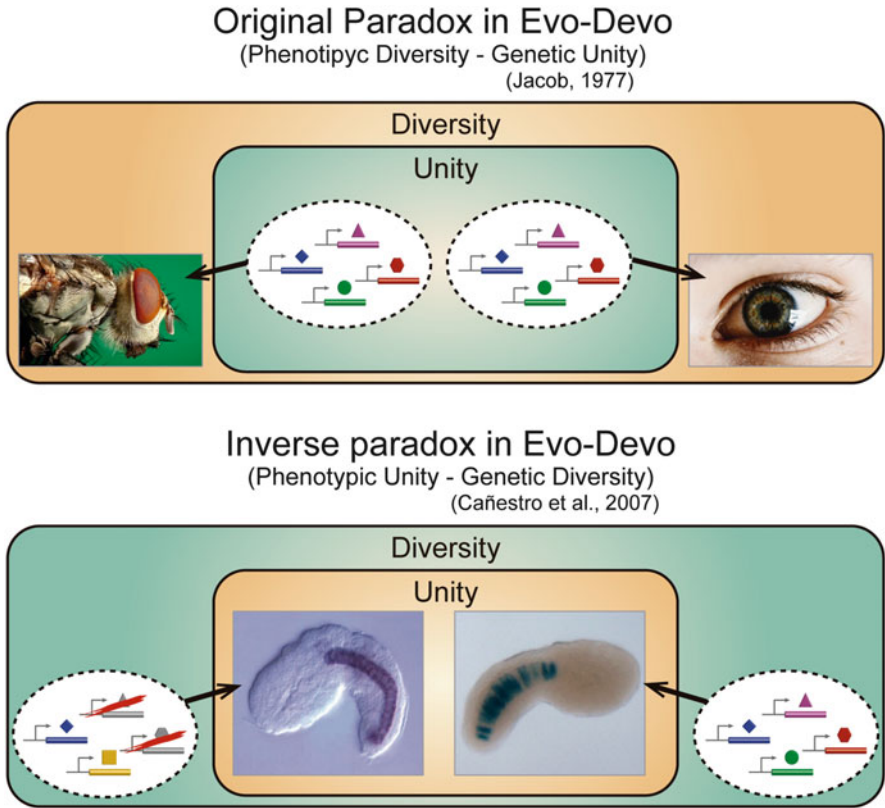 Original Paradox in Evo-Devo
(Phenotipyc Diversity - Genetic Unity)
(Jacob, 1977)
Diversity
Unity
Inverse paradox in Evo-Devo
(Phenotypic Unity - Genetic Diversity)
(Cañestro et al., 2007)
Diversity
Unity